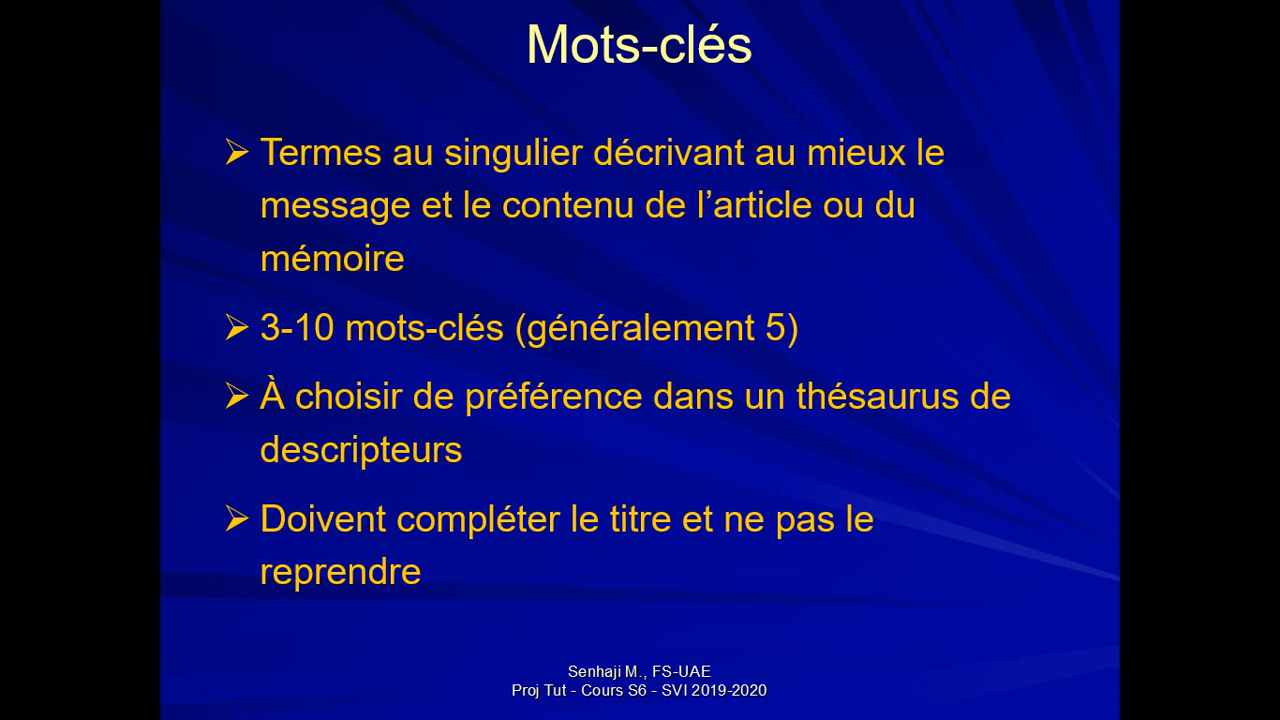 Mots-clés
➢ Termes au singulier décrivant au mieux le
message et le contenu de l’article ou du
mémoire
➢ 3-10 mots-clés (généralement 5)
➢ À choisir de préférence dans un thésaurus de
descripteurs
➢ Doivent compléter le titre et ne pas le
reprendre
Senhaji M., FS-UAE
Proj Tut - Cours S6 - SVI 2019-2020